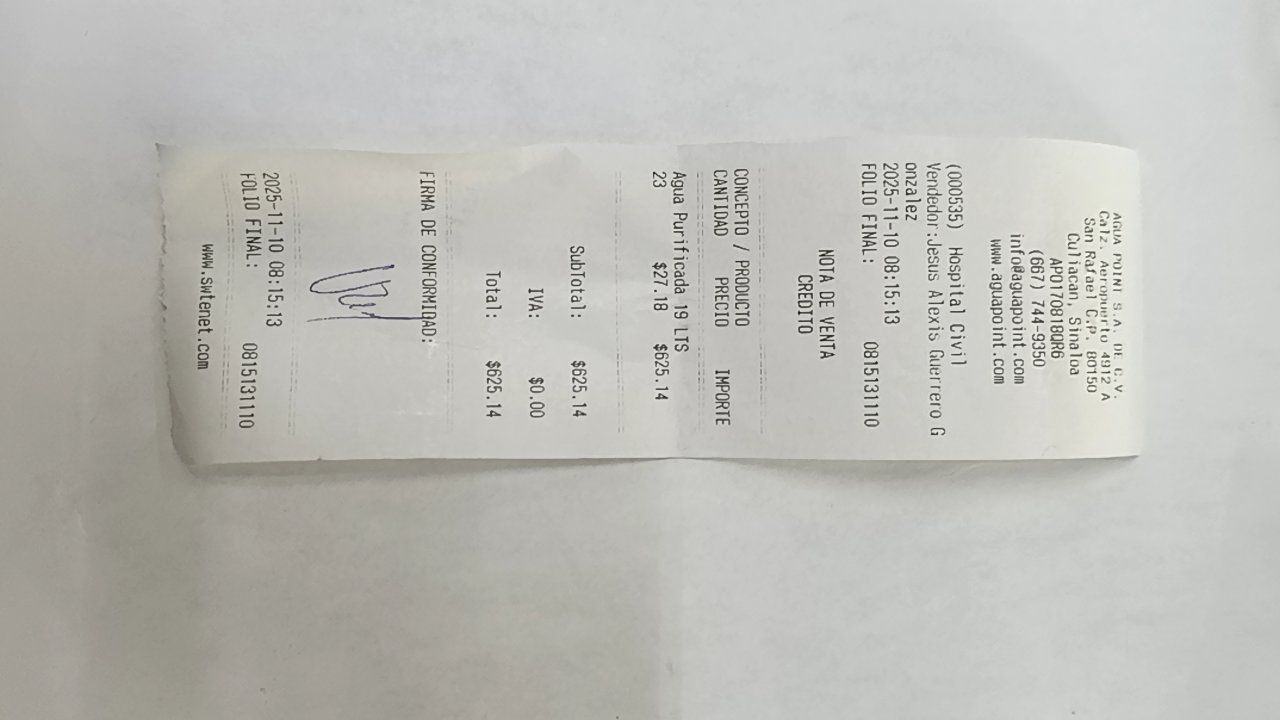 AGUA POINT S.A. DE C.V.
Calz. Aeropuerto 4912 A
San Rafael C.P. 80150
Culiacan, Sinaloa
APO170818QR6
(667) 744-9350
info@aguapoint.com
www.aguapoint.com
(000535) Hospital Civil
Vendedor:Jesus Alexis Guerrero G
onzalez
2025-11-10 08:15:13
FOLIO FINAL: 0815131110
NOTA DE VENTA
CREDITO
CONCEPTO / PRODUCTO
CANTIDAD PRECIO IMPORTE
Agua Purificada 19 LTS
23 $27.18 $625.14
SubTotal: $625.14
IVA: $0.00
Total: $625.14
FIRMA DE CONFORMIDAD:
2025-11-10 08:15:13
FOLIO FINAL: 0815131110
www.Swtenet.com